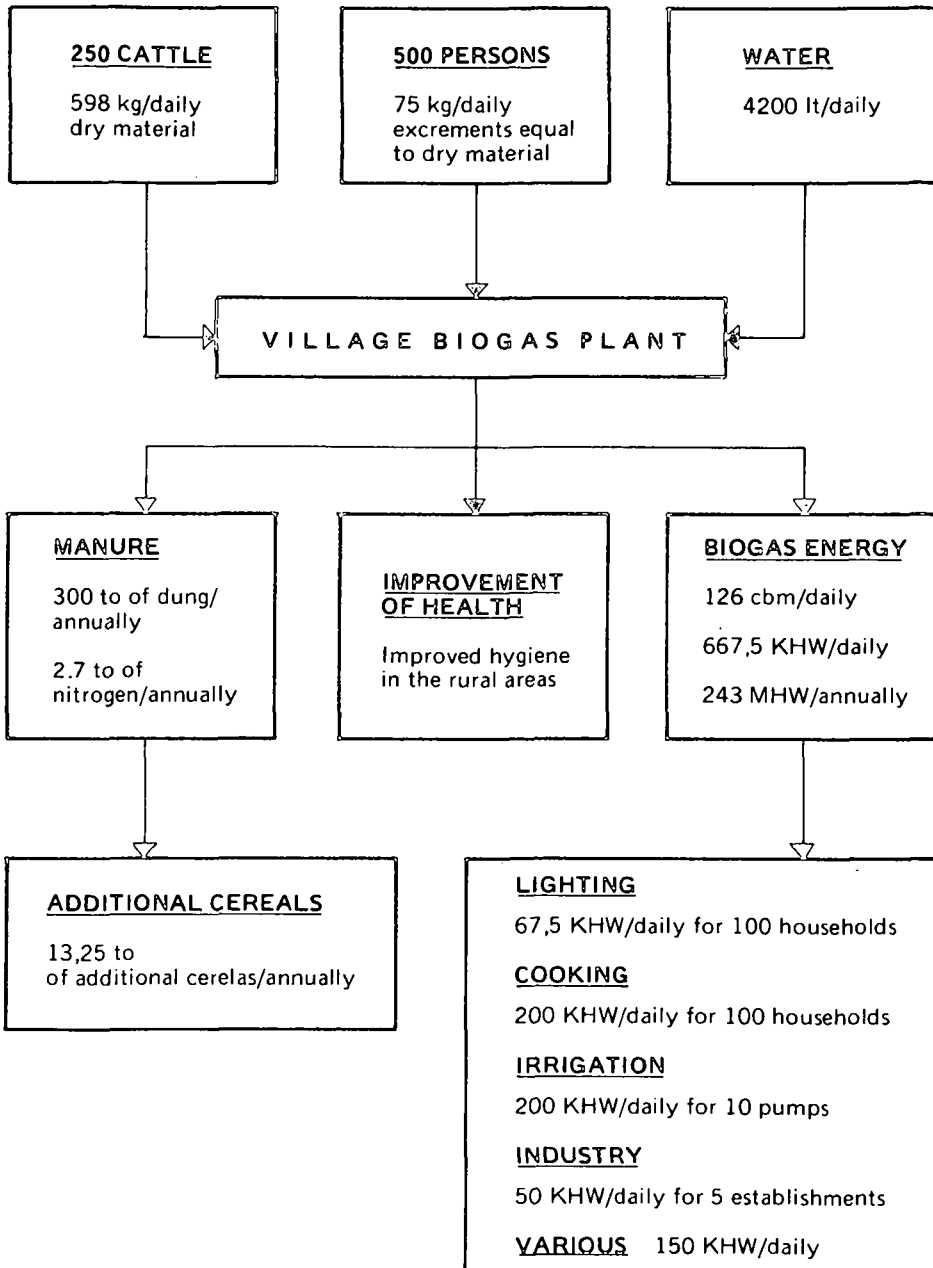 250 CATTLE
598 kg/daily
dry material
500 PERSONS
75 kg/daily
excrements equal
to dry material
WATER
4200 lt/daily
VILLAGE BIOGAS PLANT
MANURE
300 to of dung/
annually
2.7 to of
nitrogen/annually
IMPROVEMENT
OF HEALTH
Improved hygiene
in the rural areas
BIOGAS ENERGY
126 cbm/daily
667,5 KHW/daily
243 MHW/annually
ADDITIONAL CEREALS
13,25 to
of additional cerelas/annually
LIGHTING
67,5 KHW/daily for 100 households
COOKING
200 KHW/daily for 100 households
IRRIGATION
200 KHW/daily for 10 pumps
INDUSTRY
50 KHW/daily for 5 establishments
VARIOUS 150 KHW/daily